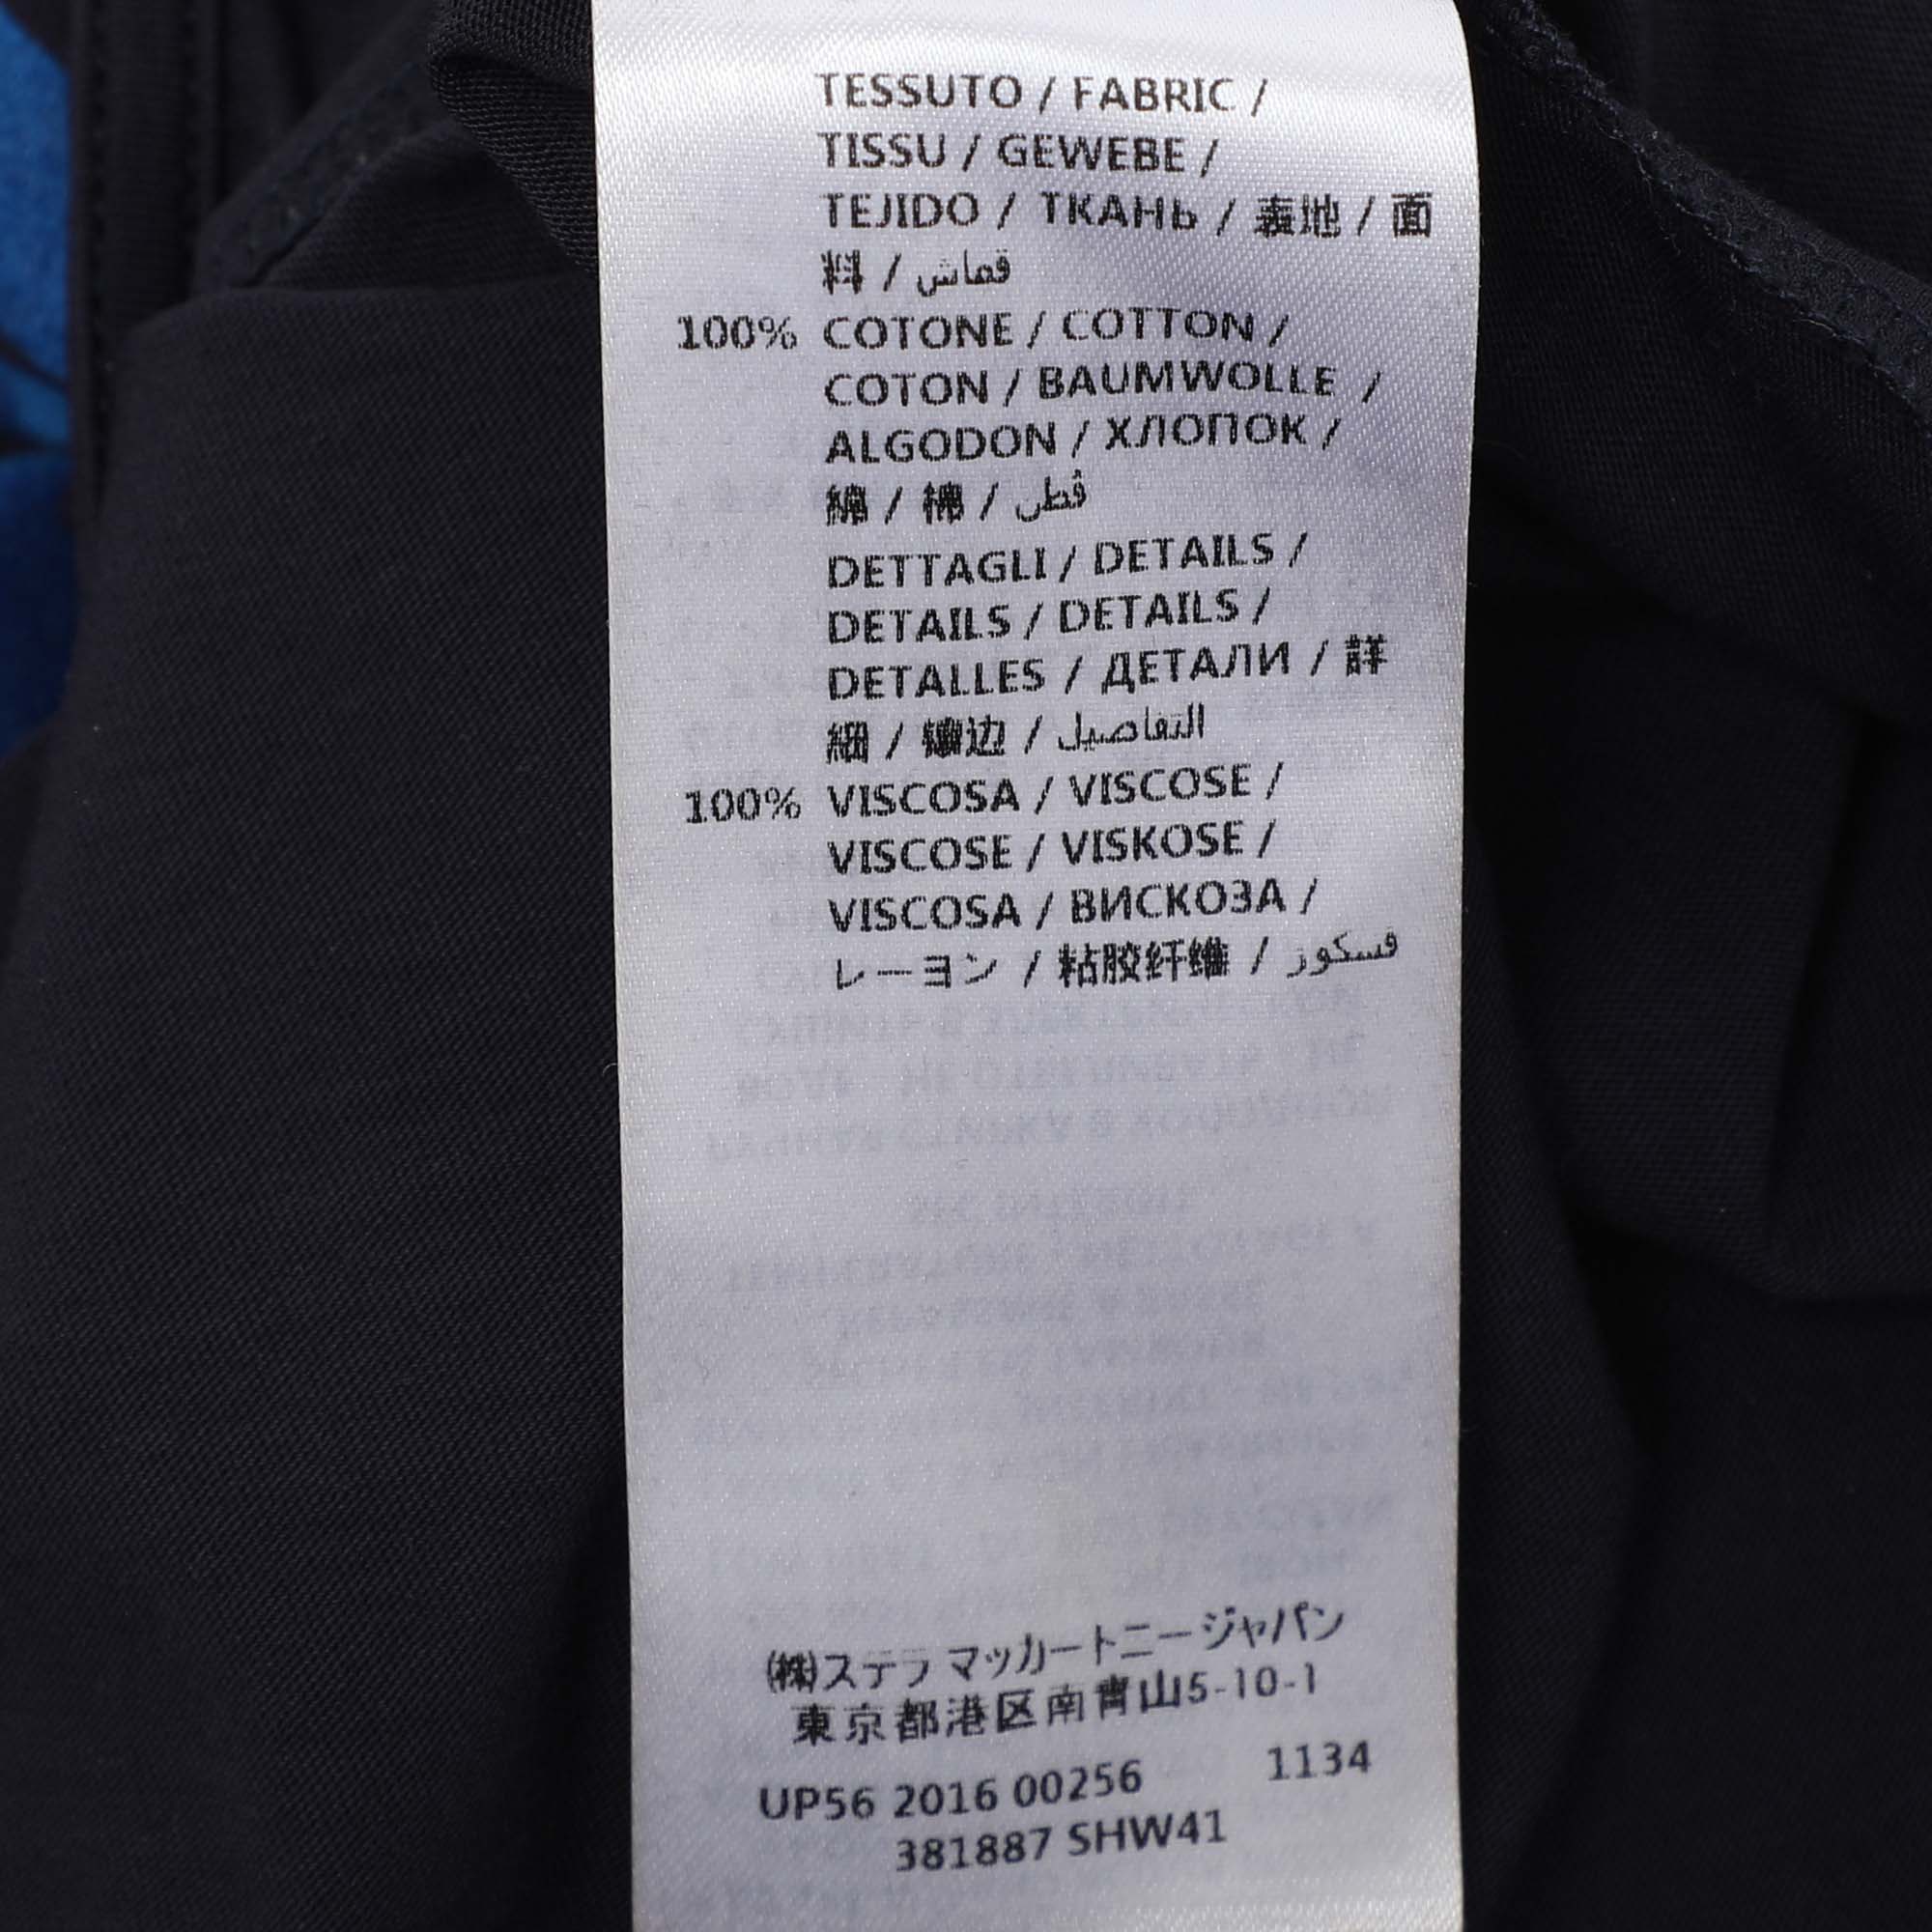 TESSUTO / FABRIC /
TISSU / GEWEBE /
TEJIDO / ТКАНЬ / 表地 / 面
料 / قماش
100% COTONE / COTTON /
COTON / BAUMWOLLE /
ALGODON / ХЛОПОК /
綿 / 棉 / قطن
DETTAGLI / DETAILS /
DETAILS / DETAILS /
DETALLES / ДЕТАЛИ / 詳
細 / 镶边 / التفاصيل
100% VISCOSA / VISCOSE /
VISCOSE / VISKOSE /
VISCOSA / ВИСКОЗА /
レーヨン / 粘胶纤维 / فسكوز
(株)ステラ マッカートニージャパン
東京都港区南青山5-10-1
UP56 2016 00256 1134
381887 SHW41